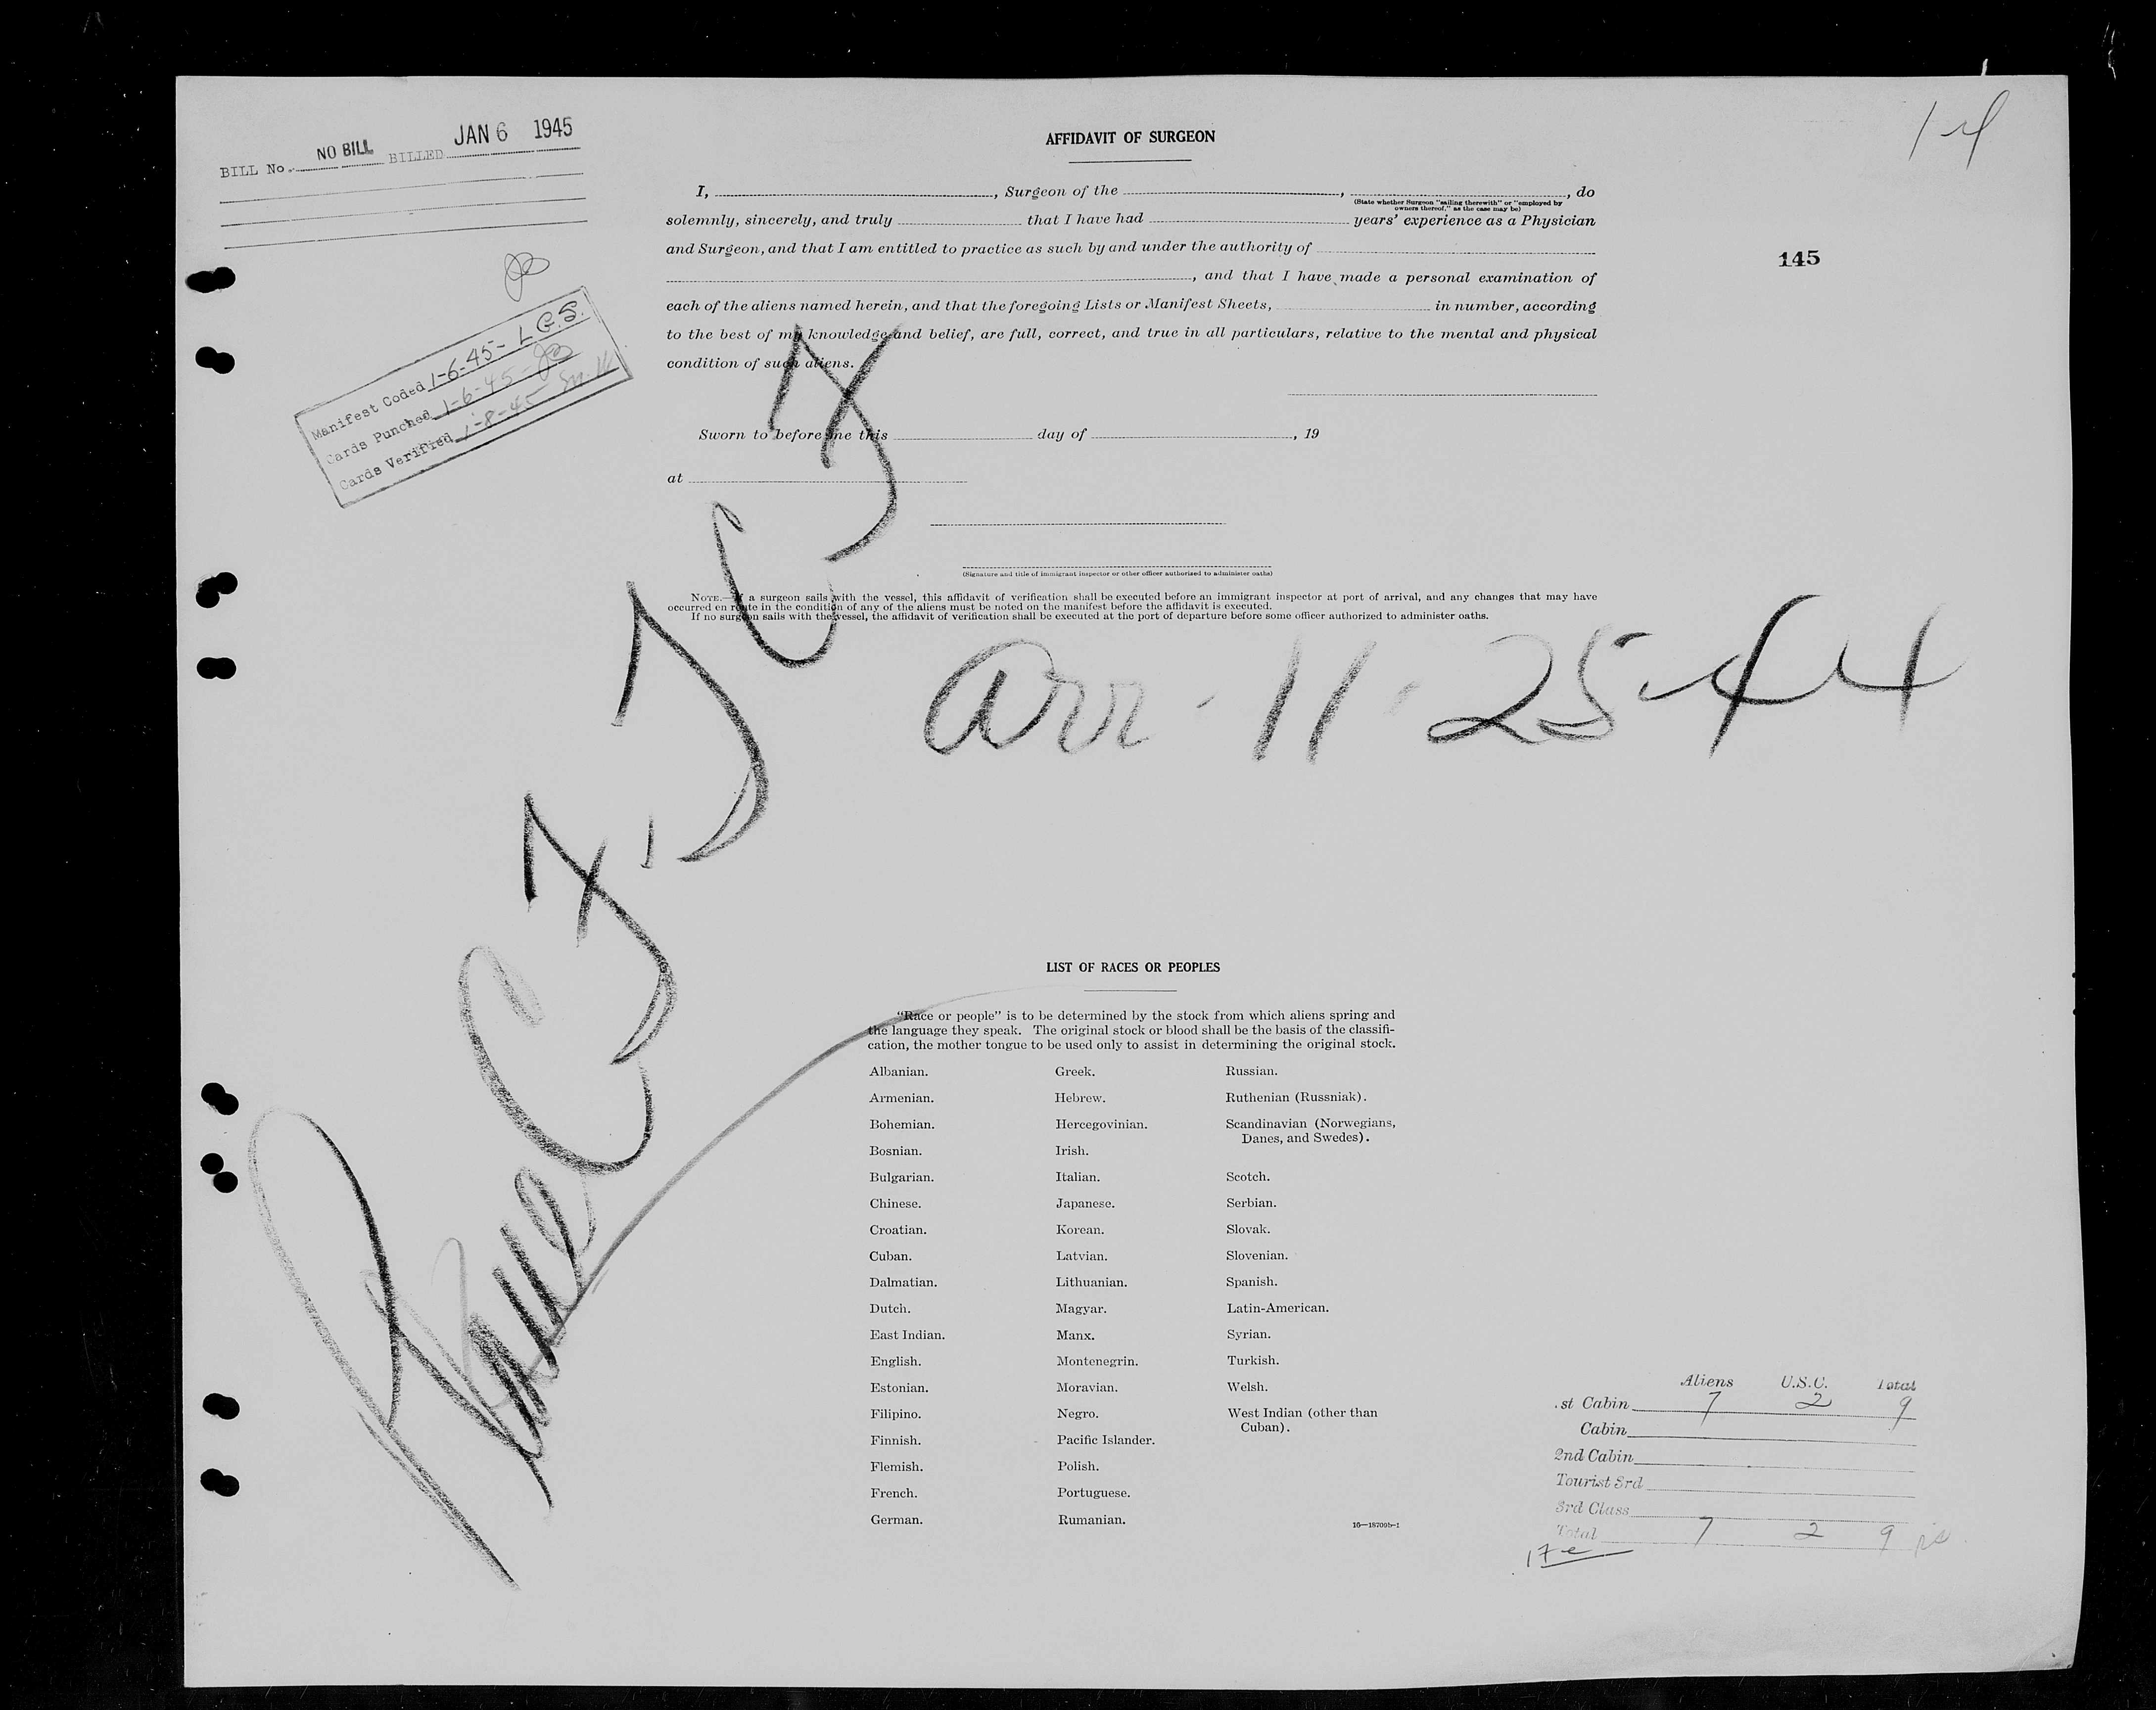 BILL No. NO BILL BILLED JAN 6 1945
Manifest Coded 1-6-45- L G.S.
Cards Punched 1-6-45-
Cards Verified 1-8-45-
AFFIDAVIT OF SURGEON
I, , Surgeon of the , , do
(State whether Surgeon "sailing therewith" or "employed by
owners thereof," as the case may be)
solemnly, sincerely, and truly that I have had years' experience as a Physician
and Surgeon, and that I am entitled to practice as such by and under the authority of
, and that I have made a personal examination of
each of the aliens named herein, and that the foregoing Lists or Manifest Sheets, in number, according
to the best of my knowledge and belief, are full, correct, and true in all particulars, relative to the mental and physical
condition of such aliens.
Sworn to before me this day of , 19
at
(Signature and title of immigrant inspector or other officer authorized to administer oaths)
NOTE.—If a surgeon sails with the vessel, this affidavit of verification shall be executed before an immigrant inspector at port of arrival, and any changes that may have
occurred en route in the condition of any of the aliens must be noted on the manifest before the affidavit is executed.
If no surgeon sails with the vessel, the affidavit of verification shall be executed at the port of departure before some officer authorized to administer oaths.
145
arr - 11 - 25-44
Plane
LIST OF RACES OR PEOPLES
"Race or people" is to be determined by the stock from which aliens spring and
the language they speak. The original stock or blood shall be the basis of the classifi-
cation, the mother tongue to be used only to assist in determining the original stock.
Albanian. Greek. Russian.
Armenian. Hebrew. Ruthenian (Russniak).
Bohemian. Hercegovinian. Scandinavian (Norwegians,
Danes, and Swedes).
Bosnian. Irish.
Bulgarian. Italian. Scotch.
Chinese. Japanese. Serbian.
Croatian. Korean. Slovak.
Cuban. Latvian. Slovenian.
Dalmatian. Lithuanian. Spanish.
Dutch. Magyar. Latin-American.
East Indian. Manx. Syrian.
English. Montenegrin. Turkish.
Estonian. Moravian. Welsh.
Filipino. Negro. West Indian (other than
Cuban).
Finnish. Pacific Islander.
Flemish. Polish.
French. Portuguese.
German. Rumanian.
16—18709b-1
Aliens U.S.C. Total
st Cabin 7 2 9
Cabin
2nd Cabin
Tourist 3rd
3rd Class
Total 7 2 9